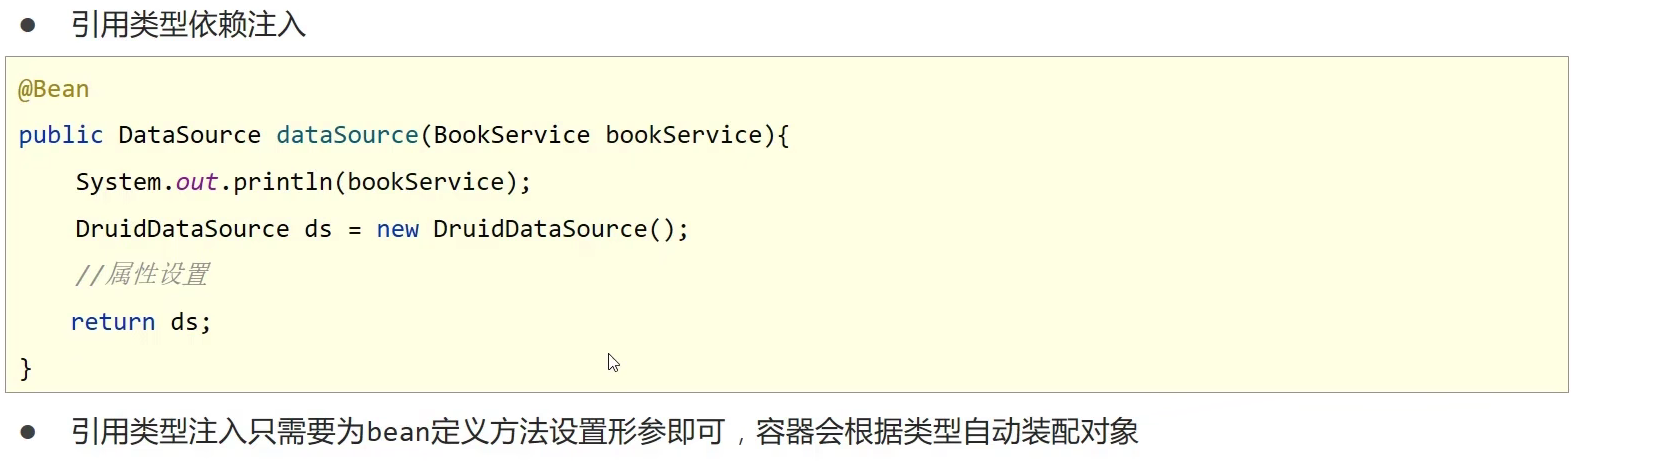 ● 引用类型依赖注入
@Bean
public DataSource dataSource(BookService bookService){
    System.out.println(bookService);
    DruidDataSource ds = new DruidDataSource();
    //属性设置
    return ds;
}
● 引用类型注入只需要为bean定义方法设置形参即可，容器会根据类型自动装配对象